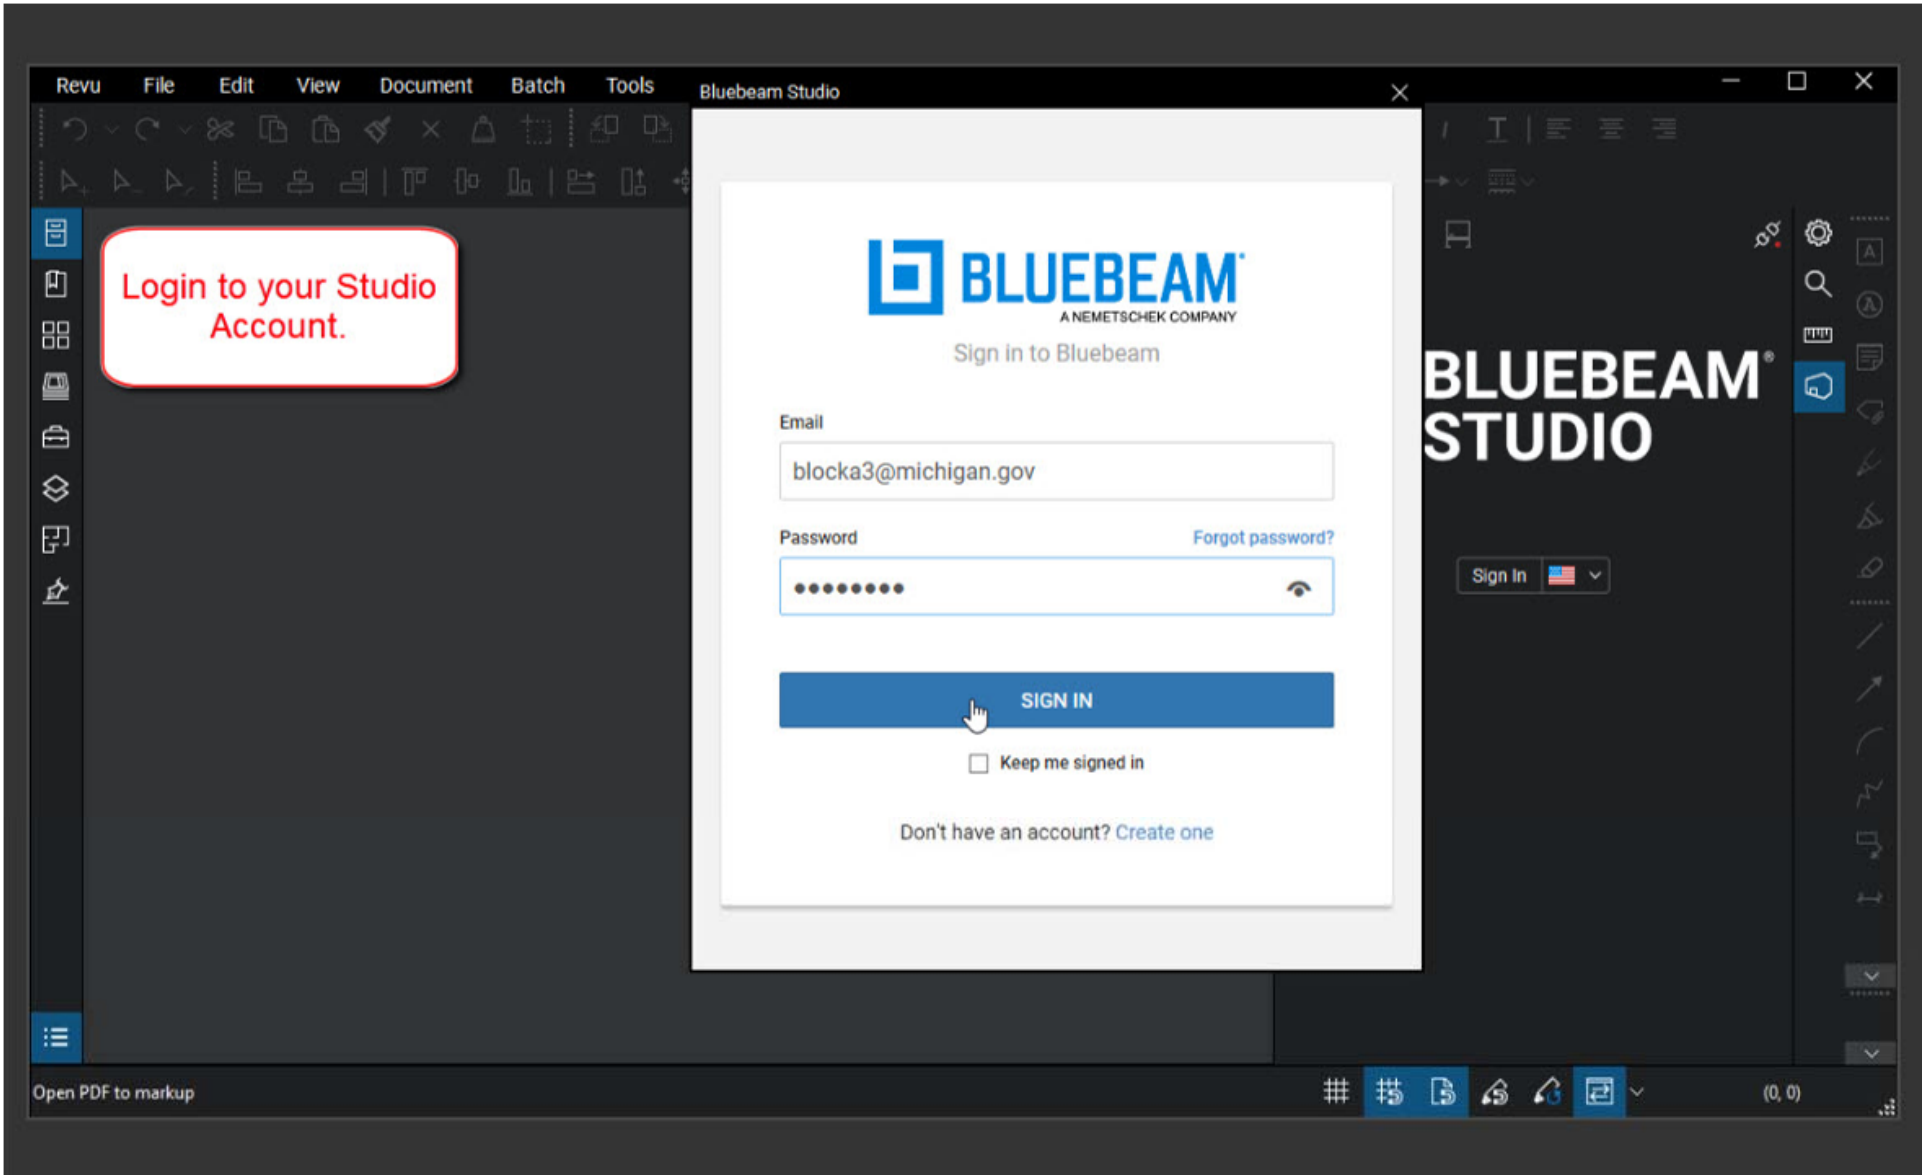 Revu File Edit View Document Batch Tools
Bluebeam Studio
Login to your Studio
Account.
BLUEBEAM
A NEMETSCHEK COMPANY
Sign in to Bluebeam
Email
blocka3@michigan.gov
Password Forgot password?
SIGN IN
Keep me signed in
Don't have an account? Create one
BLUEBEAM®
STUDIO
Sign In
Open PDF to markup
(0, 0)